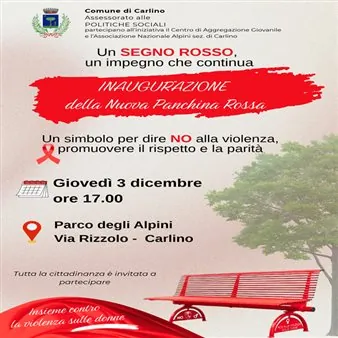 Comune di Carlino
Assessorato alle
POLITICHE SOCIALI
partecipano all'iniziativa il Centro di Aggregazione Giovanile
e l'Associazione Nazionale Alpini sez. di Carlino
Un SEGNO ROSSO,
un impegno che continua
INAUGURAZIONE
della Nuova Panchina Rossa
Un simbolo per dire NO alla violenza,
promuovere il rispetto e la parità
Giovedì 3 dicembre
ore 17.00
Parco degli Alpini
Via Rizzolo - Carlino
Tutta la cittadinanza è invitata a
partecipare
Insieme contro
la violenza sulle donne